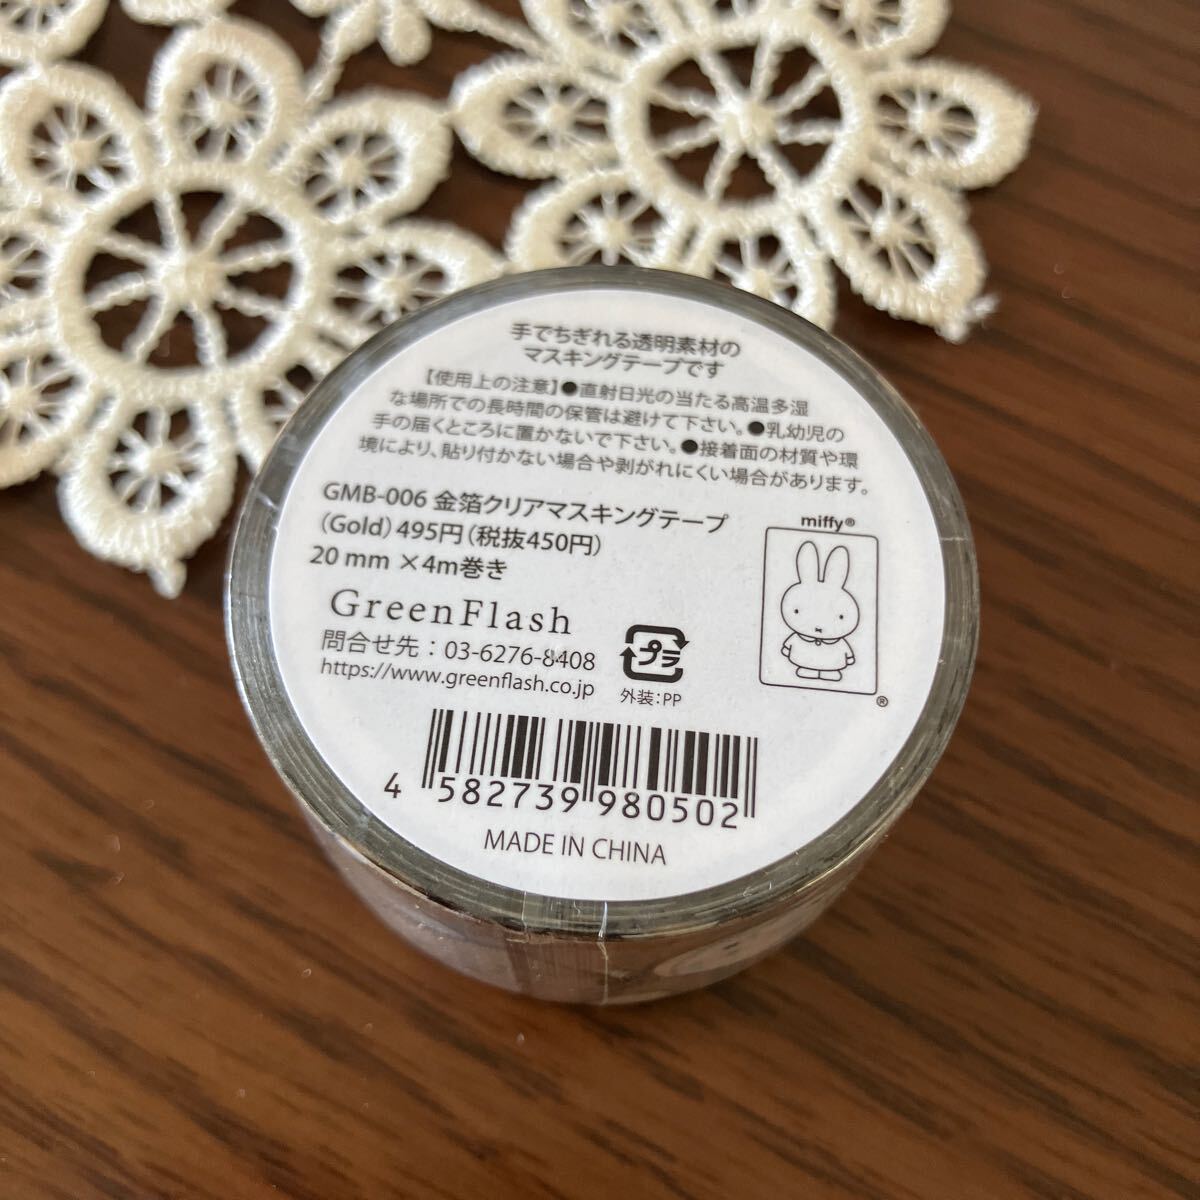 手でちぎれる透明素材の
マスキングテープです
【使用上の注意】●直射日光の当たる高温多湿
な場所での長時間の保管は避けて下さい。●乳幼児の
手の届くところに置かないで下さい。●接着面の材質や環
境により、貼り付かない場合や剥がれにくい場合があります。
GMB-006 金箔クリアマスキングテープ
(Gold) 495円(税抜450円)
20 mm ×4m巻き
miffy®
®
GreenFlash
問合せ先:03-6276-8408
https://www.greenflash.co.jp
プラ
外装:PP
4 582739 980502
MADE IN CHINA